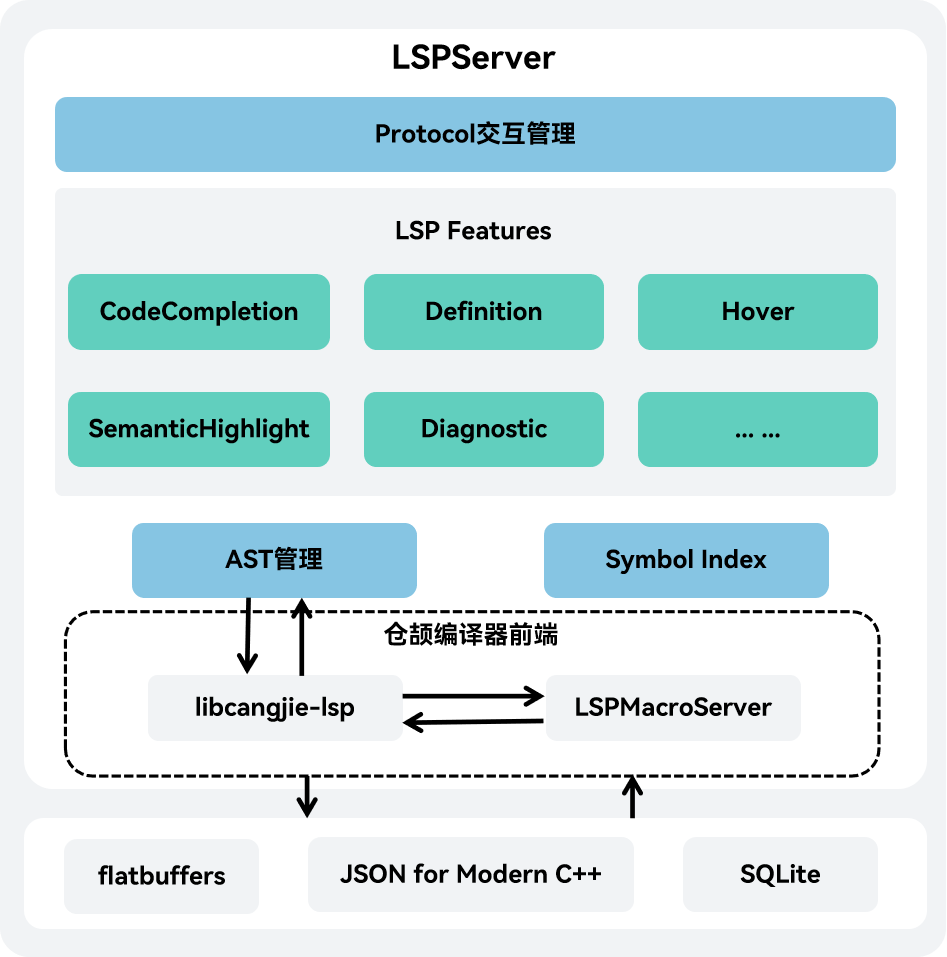 LSPServer
Protocol交互管理
LSP Features
CodeCompletion
Definition
Hover
SemanticHighlight
Diagnostic
... ...
AST管理
Symbol Index
仓颉编译器前端
libcangjie-lsp
LSPMacroServer
flatbuffers
JSON for Modern C++
SQLite